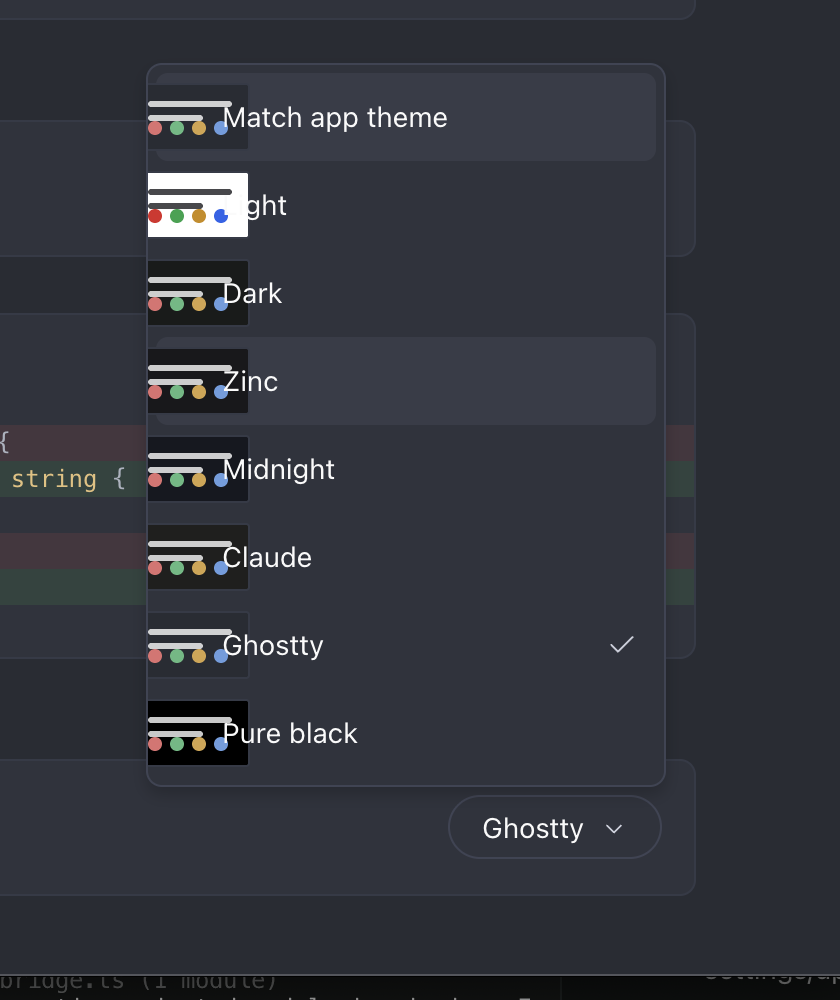 Match app theme
ght
Dark
Zinc
{
Midnight
string {
Claude
Ghostty
Pure black
Ghostty
bridge.ts (1 module)